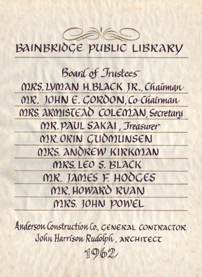 BAINBRIDGE PUBLIC LIBRARY
Board of Trustees
MRS. LYMAN H. BLACK JR., Chairman
MR. JOHN E. GORDON, Co-Chairman
MRS. ARMISTEAD COLEMAN, Secretary
MR. PAUL SAKAI, Treasurer
MR. ORIN GUDMUNSEN
MRS. ANDREW KIRKMAN
MRS. LEO S. BLACK
MR. JAMES F. HODGES
MR. HOWARD RYAN
MRS. JOHN POWEL
Anderson Construction Co., GENERAL CONTRACTOR
John Harrison Rudolph, ARCHITECT
1962